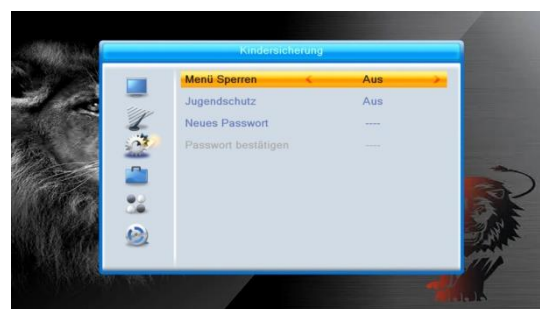 Kindersicherung
Menü Sperren Aus
Jugendschutz Aus
Neues Passwort ----
Passwort bestätigen ----